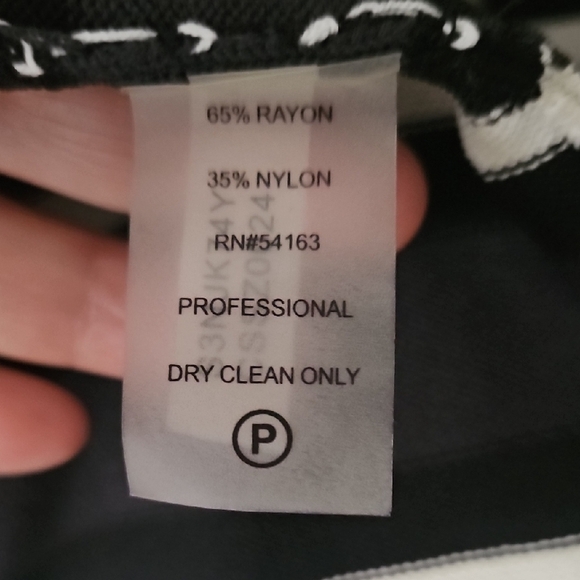 65% RAYON
35% NYLON
RN#54163
PROFESSIONAL
DRY CLEAN ONLY
P